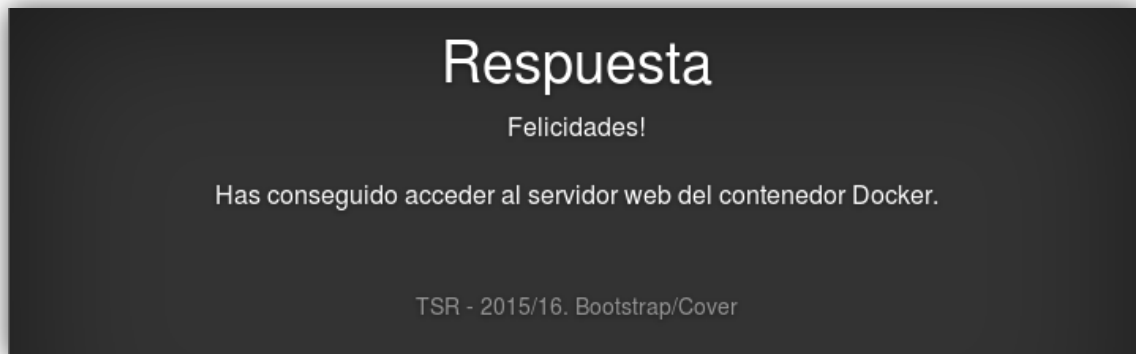 Respuesta
Felicidades!
Has conseguido acceder al servidor web del contenedor Docker.
TSR - 2015/16. Bootstrap/Cover